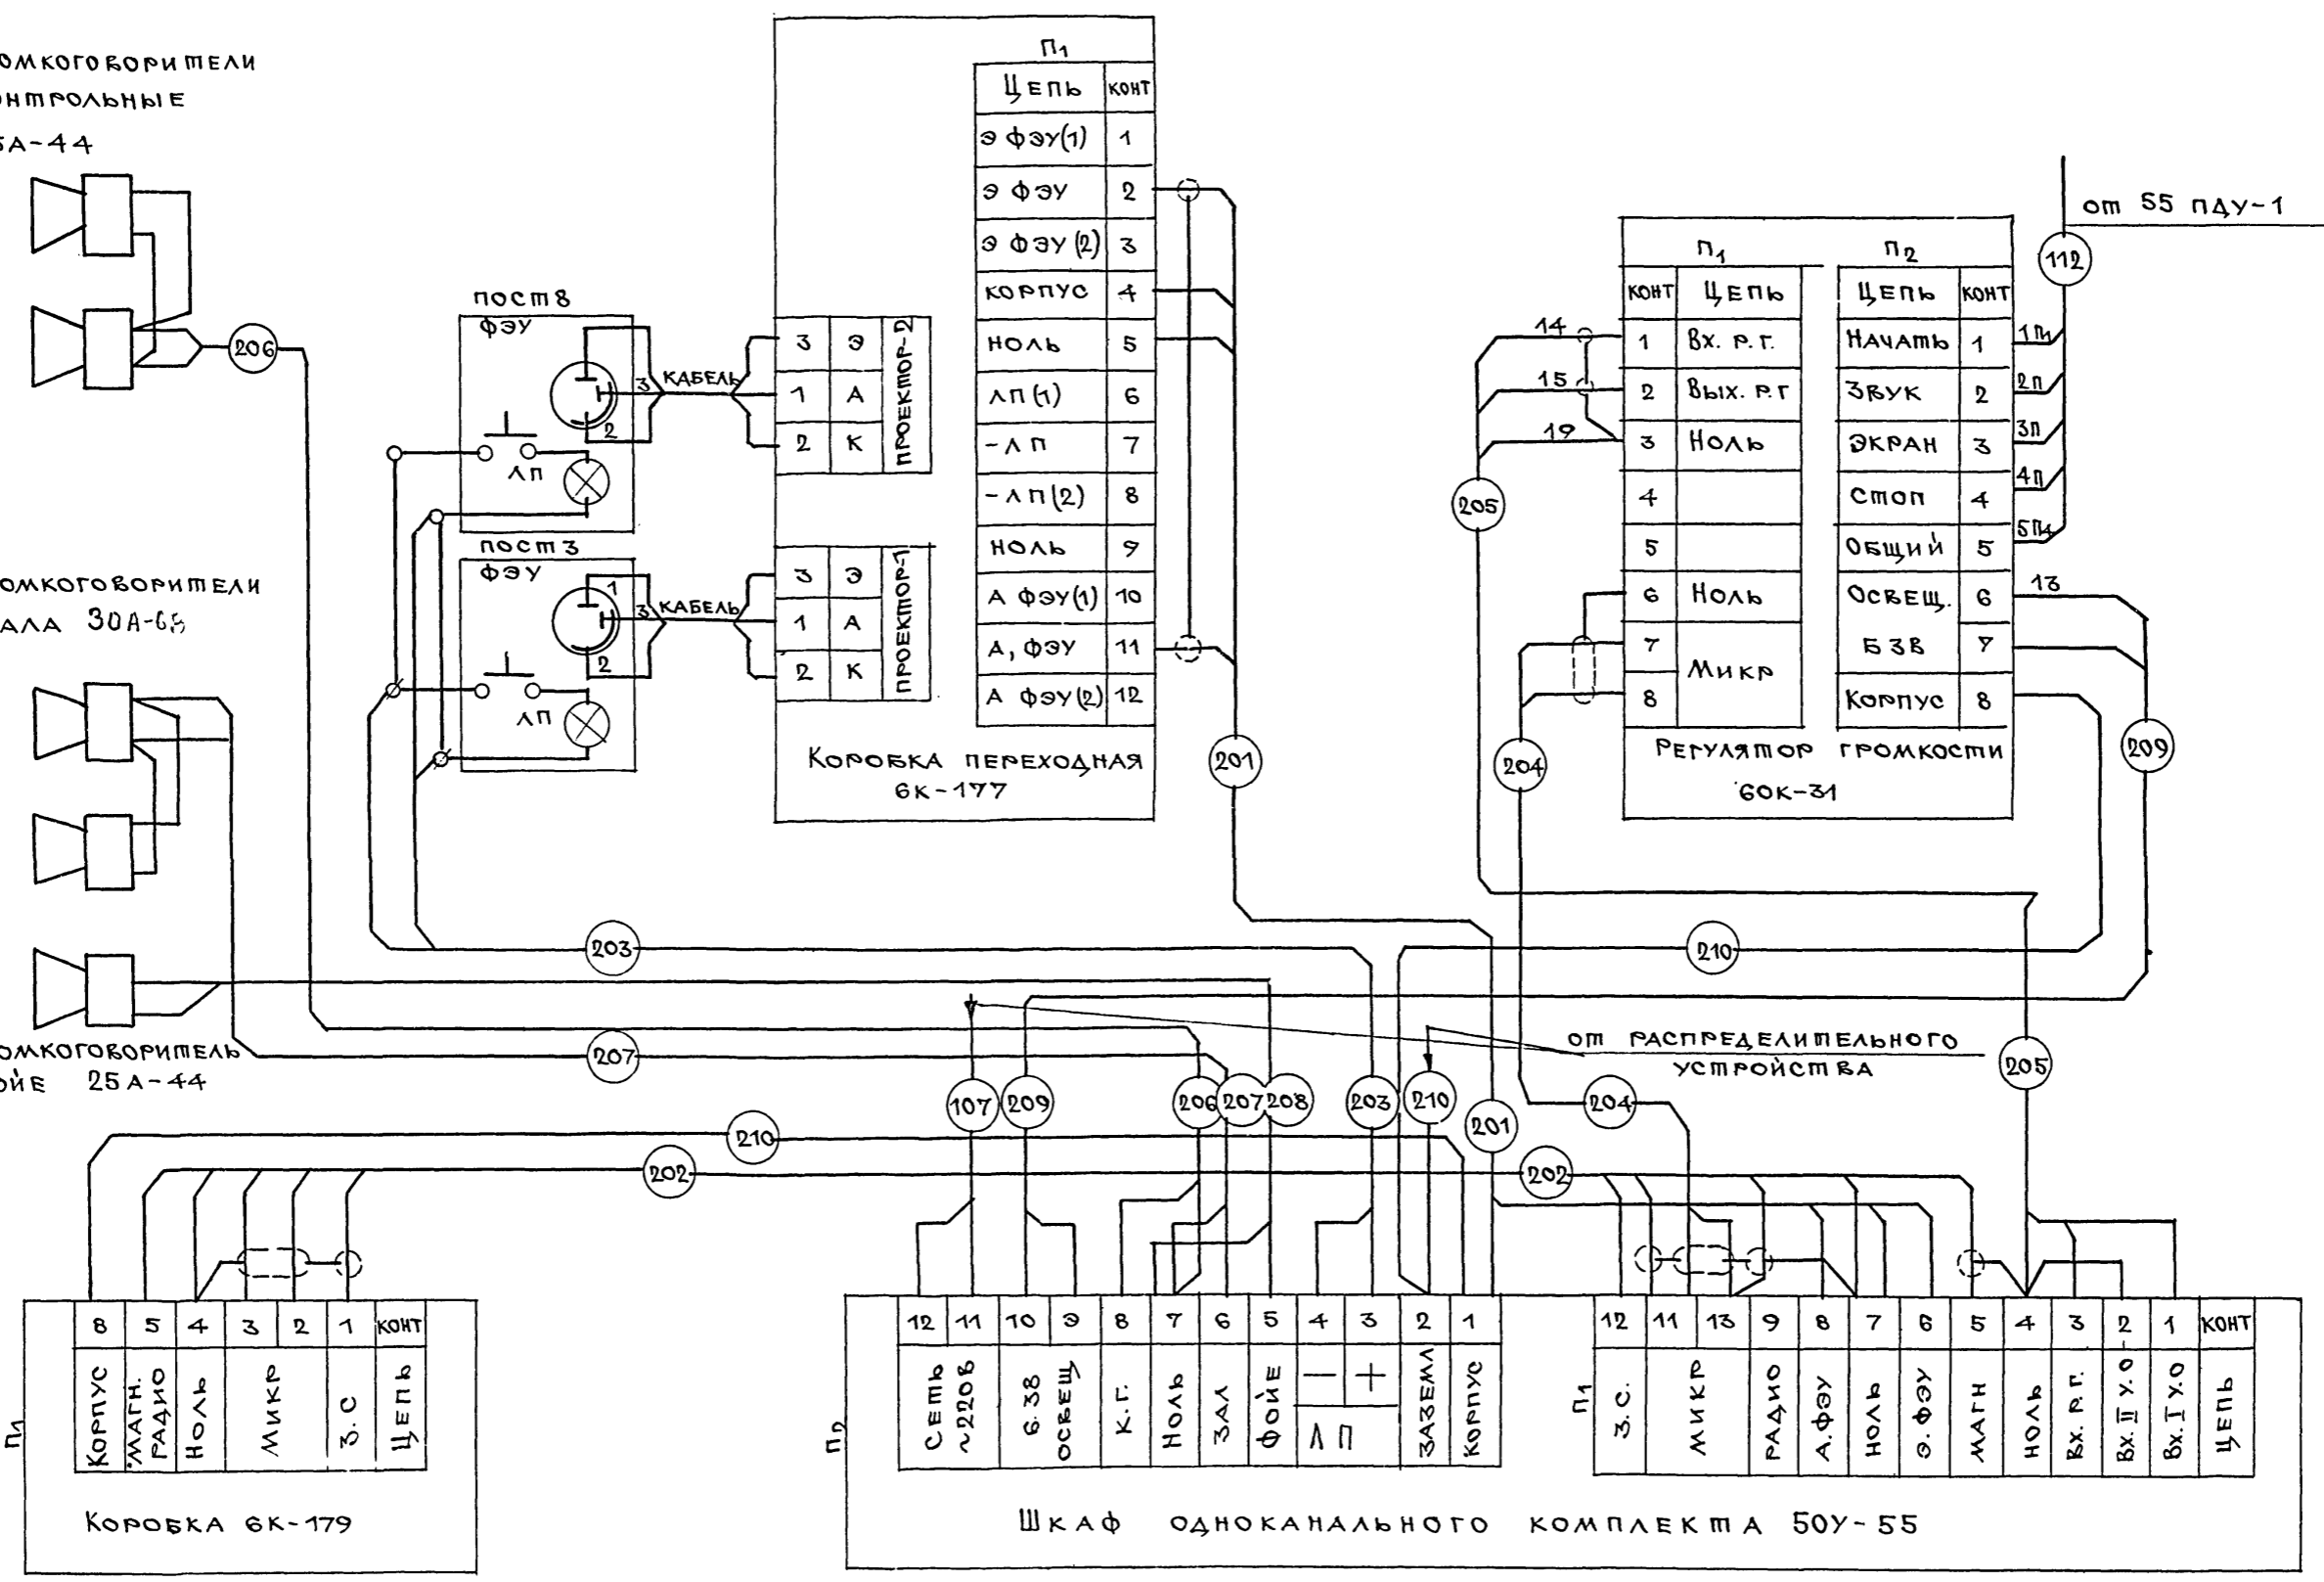 ОМКОГОВОРИТЕЛИ
ОНТРОЛЬНЫЕ
5А-44
206
ОМКОГОВОРИТЕЛИ
АЛА 30А-65
ОМКОГОВОРИТЕЛЬ
ОЙЕ 25А-44
ПОСТ 8
ФЭУ
3
2
ЛП
КАБЕЛЬ
ПОСТ 3
ФЭУ
1
3
2
ЛП
КАБЕЛЬ
3 Э
1 А
2 К
ПРОЕКТОР-2
3 Э
1 А
2 К
ПРОЕКТОР-1
П1
ЦЕПЬ КОНТ
Э ФЭУ(1) 1
Э ФЭУ 2
Э ФЭУ(2) 3
КОРПУС 4
НОЛЬ 5
ЛП(1) 6
-ЛП 7
-ЛП(2) 8
НОЛЬ 9
А ФЭУ(1) 10
А, ФЭУ 11
А ФЭУ(2) 12
КОРОБКА ПЕРЕХОДНАЯ
6К-177
201
от 55 ПДУ-1
112
П1 П2
КОНТ ЦЕПЬ ЦЕПЬ КОНТ
14 1 Вх. Р.Г. НАЧАТЬ 1 1П
15 2 Вых. Р.Г ЗВУК 2 2П
19 3 НОЛЬ ЭКРАН 3 3П
4 СТОП 4 4П
5 ОБЩИЙ 5 5П
6 НОЛЬ ОСВЕЩ. 6 13
7 МИКР БЗВ 7
8 КОРПУС 8
РЕГУЛЯТОР ГРОМКОСТИ
60К-31
205
204
209
203
210
207
от РАСПРЕДЕЛИТЕЛЬНОГО
УСТРОЙСТВА
107 209 206 207 208 203 210 201 204 205
210
202 202
П1
8 5 4 3 2 1 КОНТ
КОРПУС
МАГН. РАДИО
НОЛЬ
МИКР
З.С
ЦЕПЬ
КОРОБКА 6К-179
П2
12 11 10 9 8 7 6 5 4 3 2 1
СЕТЬ ~220В
6.3В ОСВЕЩ
К.Г.
НОЛЬ
ЗАЛ
ФОЙЕ
— +
ЛП
ЗАЗЕМЛ
КОРПУС
П1
12 11 13 9 8 7 6 5 4 3 2 1 КОНТ
З.С.
МИКР
РАДИО
А.ФЭУ
НОЛЬ
Э.ФЭУ
МАГН
НОЛЬ
Вх. Р.Г.
Вх. II У.О
Вх. I У.О
ЦЕПЬ
ШКАФ ОДНОКАНАЛЬНОГО КОМПЛЕКТА 50У-55